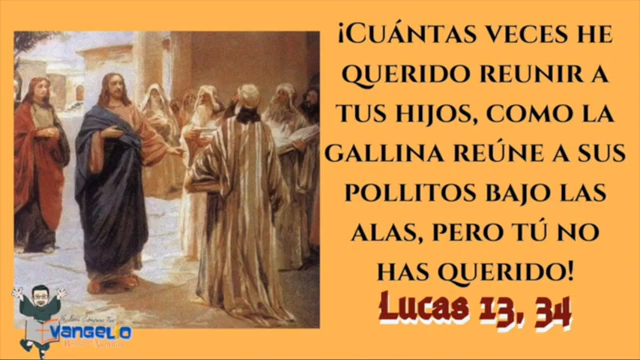 ¡CUÁNTAS VECES HE
QUERIDO REUNIR A
TUS HIJOS, COMO LA
GALLINA REÚNE A SUS
POLLITOS BAJO LAS
ALAS, PERO TÚ NO
HAS QUERIDO!
Lucas 13, 34
VANGELO